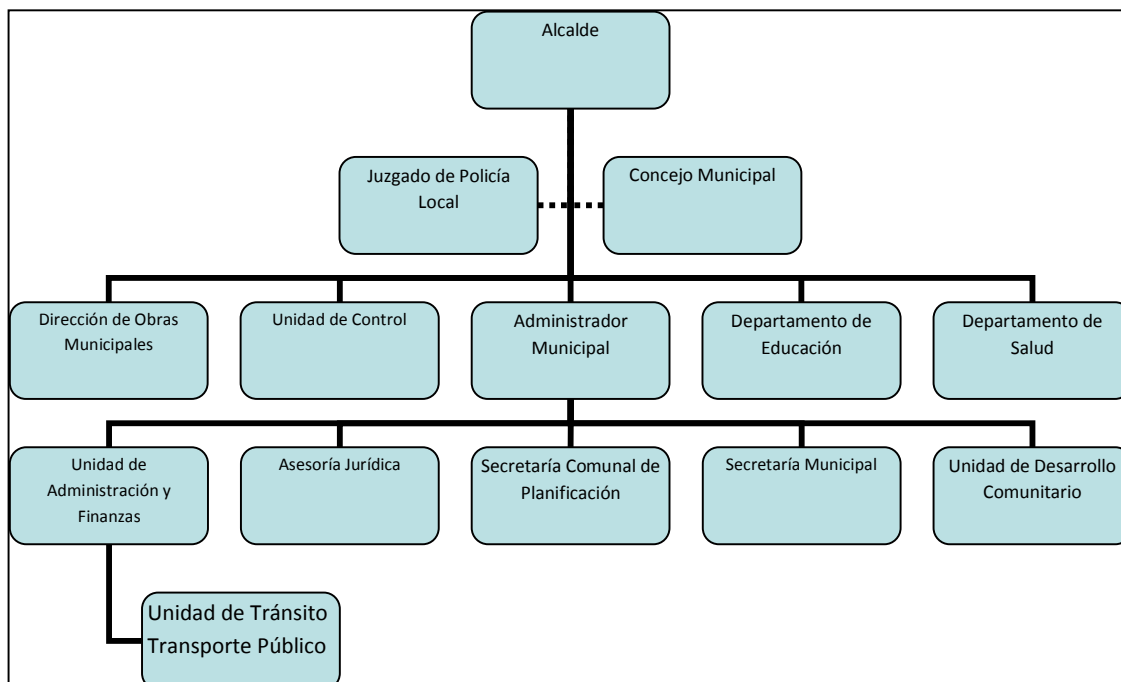 Alcalde
Juzgado de Policía
Local
Concejo Municipal
Dirección de Obras
Municipales
Unidad de Control
Administrador
Municipal
Departamento de
Educación
Departamento de
Salud
Unidad de
Administración y
Finanzas
Asesoría Jurídica
Secretaría Comunal de
Planificación
Secretaría Municipal
Unidad de Desarrollo
Comunitario
Unidad de Tránsito
Transporte Público